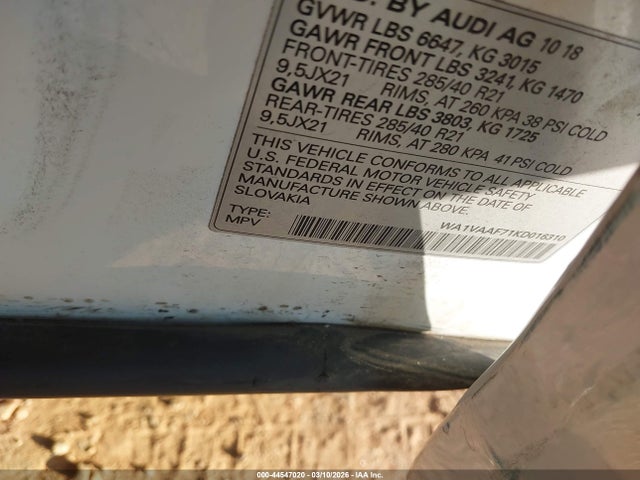 BY AUDI AG 10 18
GVWR LBS 6647, KG 3015
GAWR FRONT LBS 3241, KG 1470
FRONT-TIRES 285/40 R21
9,5JX21 RIMS, AT 260 KPA 38 PSI COLD
GAWR REAR LBS 3803, KG 1725
REAR-TIRES 285/40 R21
9,5JX21 RIMS, AT 280 KPA 41 PSI COLD
THIS VEHICLE CONFORMS TO ALL APPLICABLE
U.S. FEDERAL MOTOR VEHICLE SAFETY
STANDARDS IN EFFECT ON THE DATE OF
MANUFACTURE SHOWN ABOVE.
SLOVAKIA
TYPE: WA1VAAF71KD016310
MPV
000-44547020 - 03/10/2026 - IAA Inc.